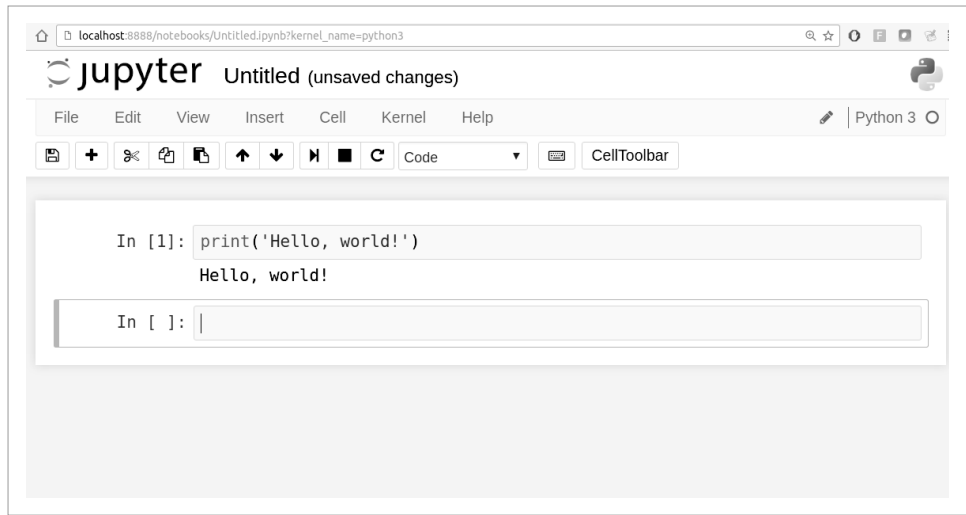 localhost:8888/notebooks/Untitled.ipynb?kernel_name=python3
jupyter Untitled (unsaved changes)
File Edit View Insert Cell Kernel Help Python 3
Code CellToolbar
In [1]: print('Hello, world!')
Hello, world!
In [ ]: